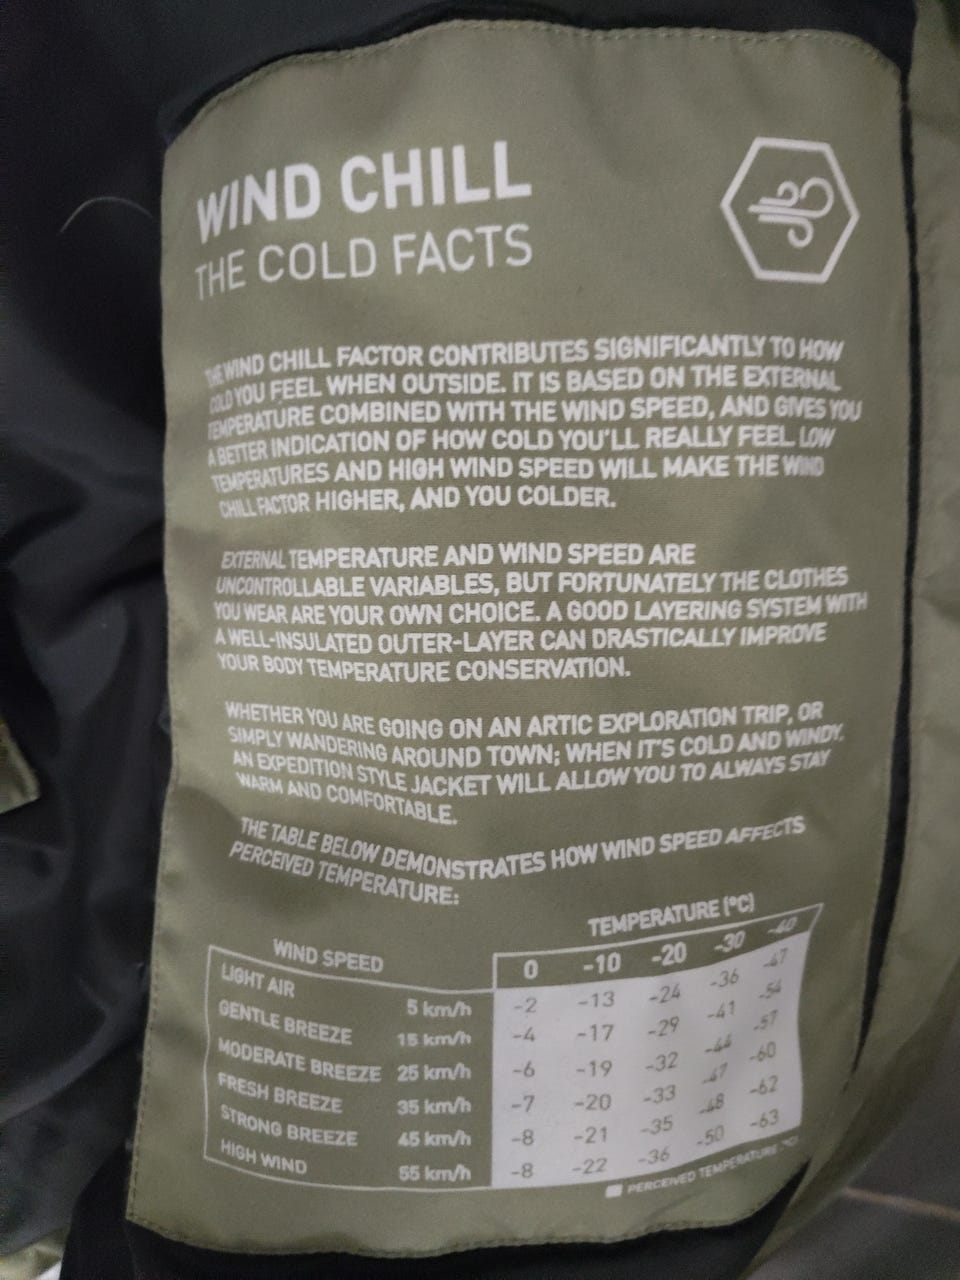 WIND CHILL
THE COLD FACTS
THE WIND CHILL FACTOR CONTRIBUTES SIGNIFICANTLY TO HOW
COLD YOU FEEL WHEN OUTSIDE. IT IS BASED ON THE EXTERNAL
TEMPERATURE COMBINED WITH THE WIND SPEED, AND GIVES YOU
A BETTER INDICATION OF HOW COLD YOU'LL REALLY FEEL. LOW
TEMPERATURES AND HIGH WIND SPEED WILL MAKE THE WIND
CHILL FACTOR HIGHER, AND YOU COLDER.
EXTERNAL TEMPERATURE AND WIND SPEED ARE
UNCONTROLLABLE VARIABLES, BUT FORTUNATELY THE CLOTHES
YOU WEAR ARE YOUR OWN CHOICE. A GOOD LAYERING SYSTEM WITH
A WELL-INSULATED OUTER-LAYER CAN DRASTICALLY IMPROVE
YOUR BODY TEMPERATURE CONSERVATION.
WHETHER YOU ARE GOING ON AN ARTIC EXPLORATION TRIP, OR
SIMPLY WANDERING AROUND TOWN; WHEN IT'S COLD AND WINDY,
AN EXPEDITION STYLE JACKET WILL ALLOW YOU TO ALWAYS STAY
WARM AND COMFORTABLE.
THE TABLE BELOW DEMONSTRATES HOW WIND SPEED AFFECTS
PERCEIVED TEMPERATURE:
WIND SPEED TEMPERATURE (°C)
0 -10 -20 -30 -40
LIGHT AIR 5 km/h -2 -13 -24 -36 -47
GENTLE BREEZE 15 km/h -4 -17 -29 -41 -54
MODERATE BREEZE 25 km/h -6 -19 -32 -44 -57
FRESH BREEZE 35 km/h -7 -20 -33 -47 -60
STRONG BREEZE 45 km/h -8 -21 -35 -48 -62
HIGH WIND 55 km/h -8 -22 -36 -50 -63
PERCEIVED TEMPERATURE (°C)